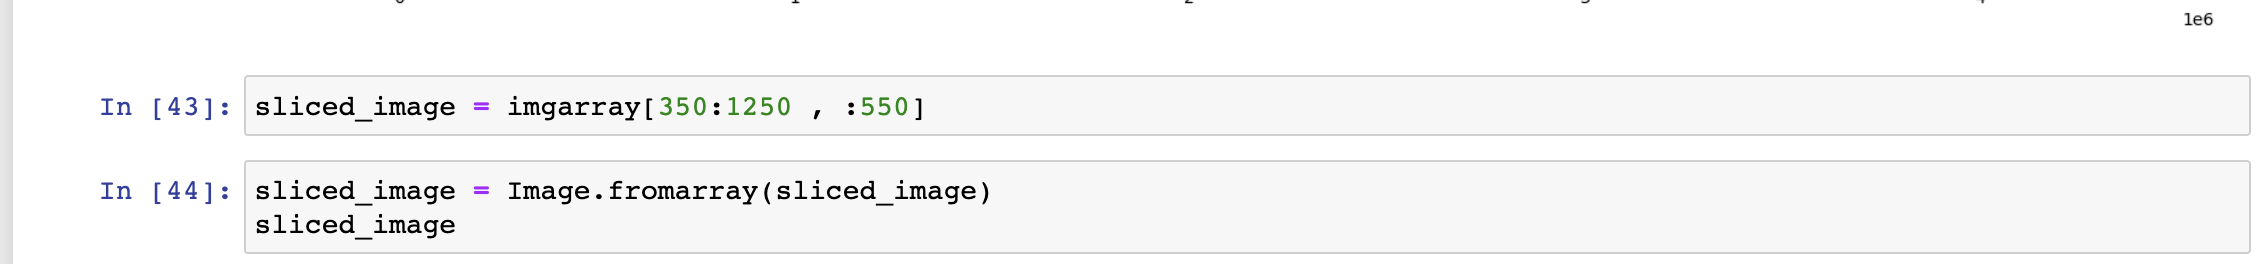 1e6
In [43]: sliced_image = imgarray[350:1250 , :550]
In [44]: sliced_image = Image.fromarray(sliced_image)
sliced_image